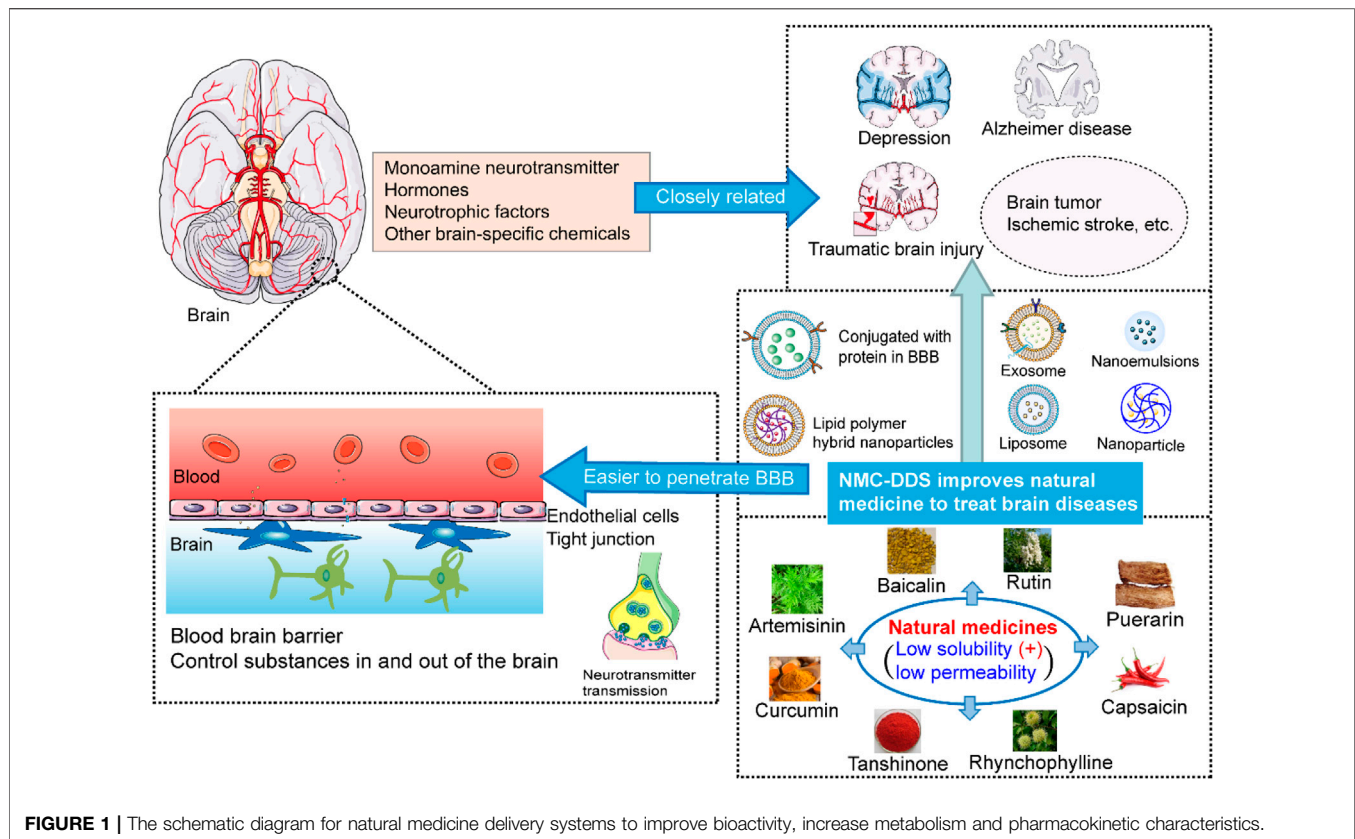 Brain
Monoamine neurotransmitter
Hormones
Neurotrophic factors
Other brain-specific chemicals
Closely related
Depression
Alzheimer disease
Traumatic brain injury
Brain tumor
Ischemic stroke, etc.
Conjugated with
protein in BBB
Exosome
Nanoemulsions
Lipid polymer
hybrid nanoparticles
Liposome
Nanoparticle
Easier to penetrate BBB
NMC-DDS improves natural
medicine to treat brain diseases
Blood
Brain
Endothelial cells
Tight junction
Blood brain barrier
Control substances in and out of the brain
Neurotransmitter
transmission
Baicalin
Rutin
Artemisinin
Puerarin
Natural medicines
(Low solubility (+)
low permeability)
Curcumin
Capsaicin
Tanshinone
Rhynchophylline
FIGURE 1 | The schematic diagram for natural medicine delivery systems to improve bioactivity, increase metabolism and pharmacokinetic characteristics.